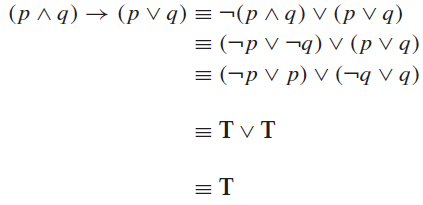 (p ∧ q) → (p ∨ q) ≡ ¬(p ∧ q) ∨ (p ∨ q)
≡ (¬p ∨ ¬q) ∨ (p ∨ q)
≡ (¬p ∨ p) ∨ (¬q ∨ q)
≡ T ∨ T
≡ T